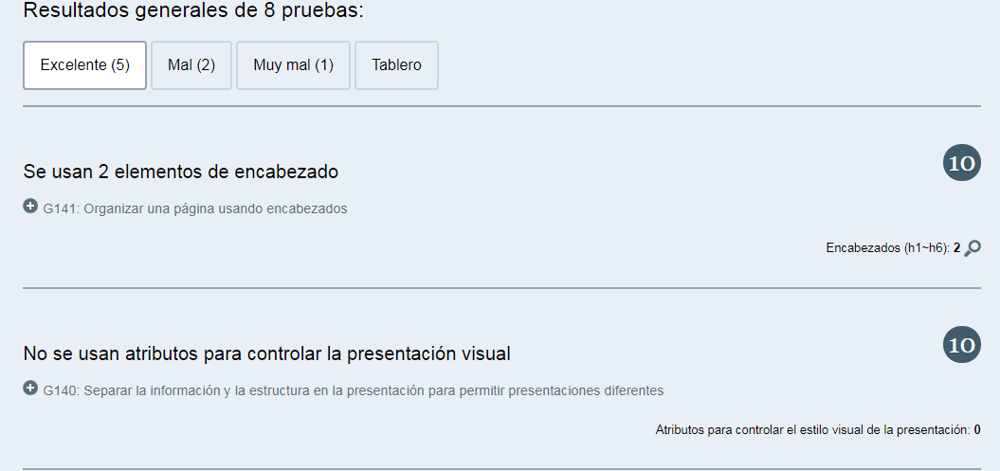 Resultados generales de 8 pruebas:
Excelente (5) Mal (2) Muy mal (1) Tablero
Se usan 2 elementos de encabezado
10
G141: Organizar una página usando encabezados
Encabezados (h1~h6): 2
No se usan atributos para controlar la presentación visual
10
G140: Separar la información y la estructura en la presentación para permitir presentaciones diferentes
Atributos para controlar el estilo visual de la presentación: 0